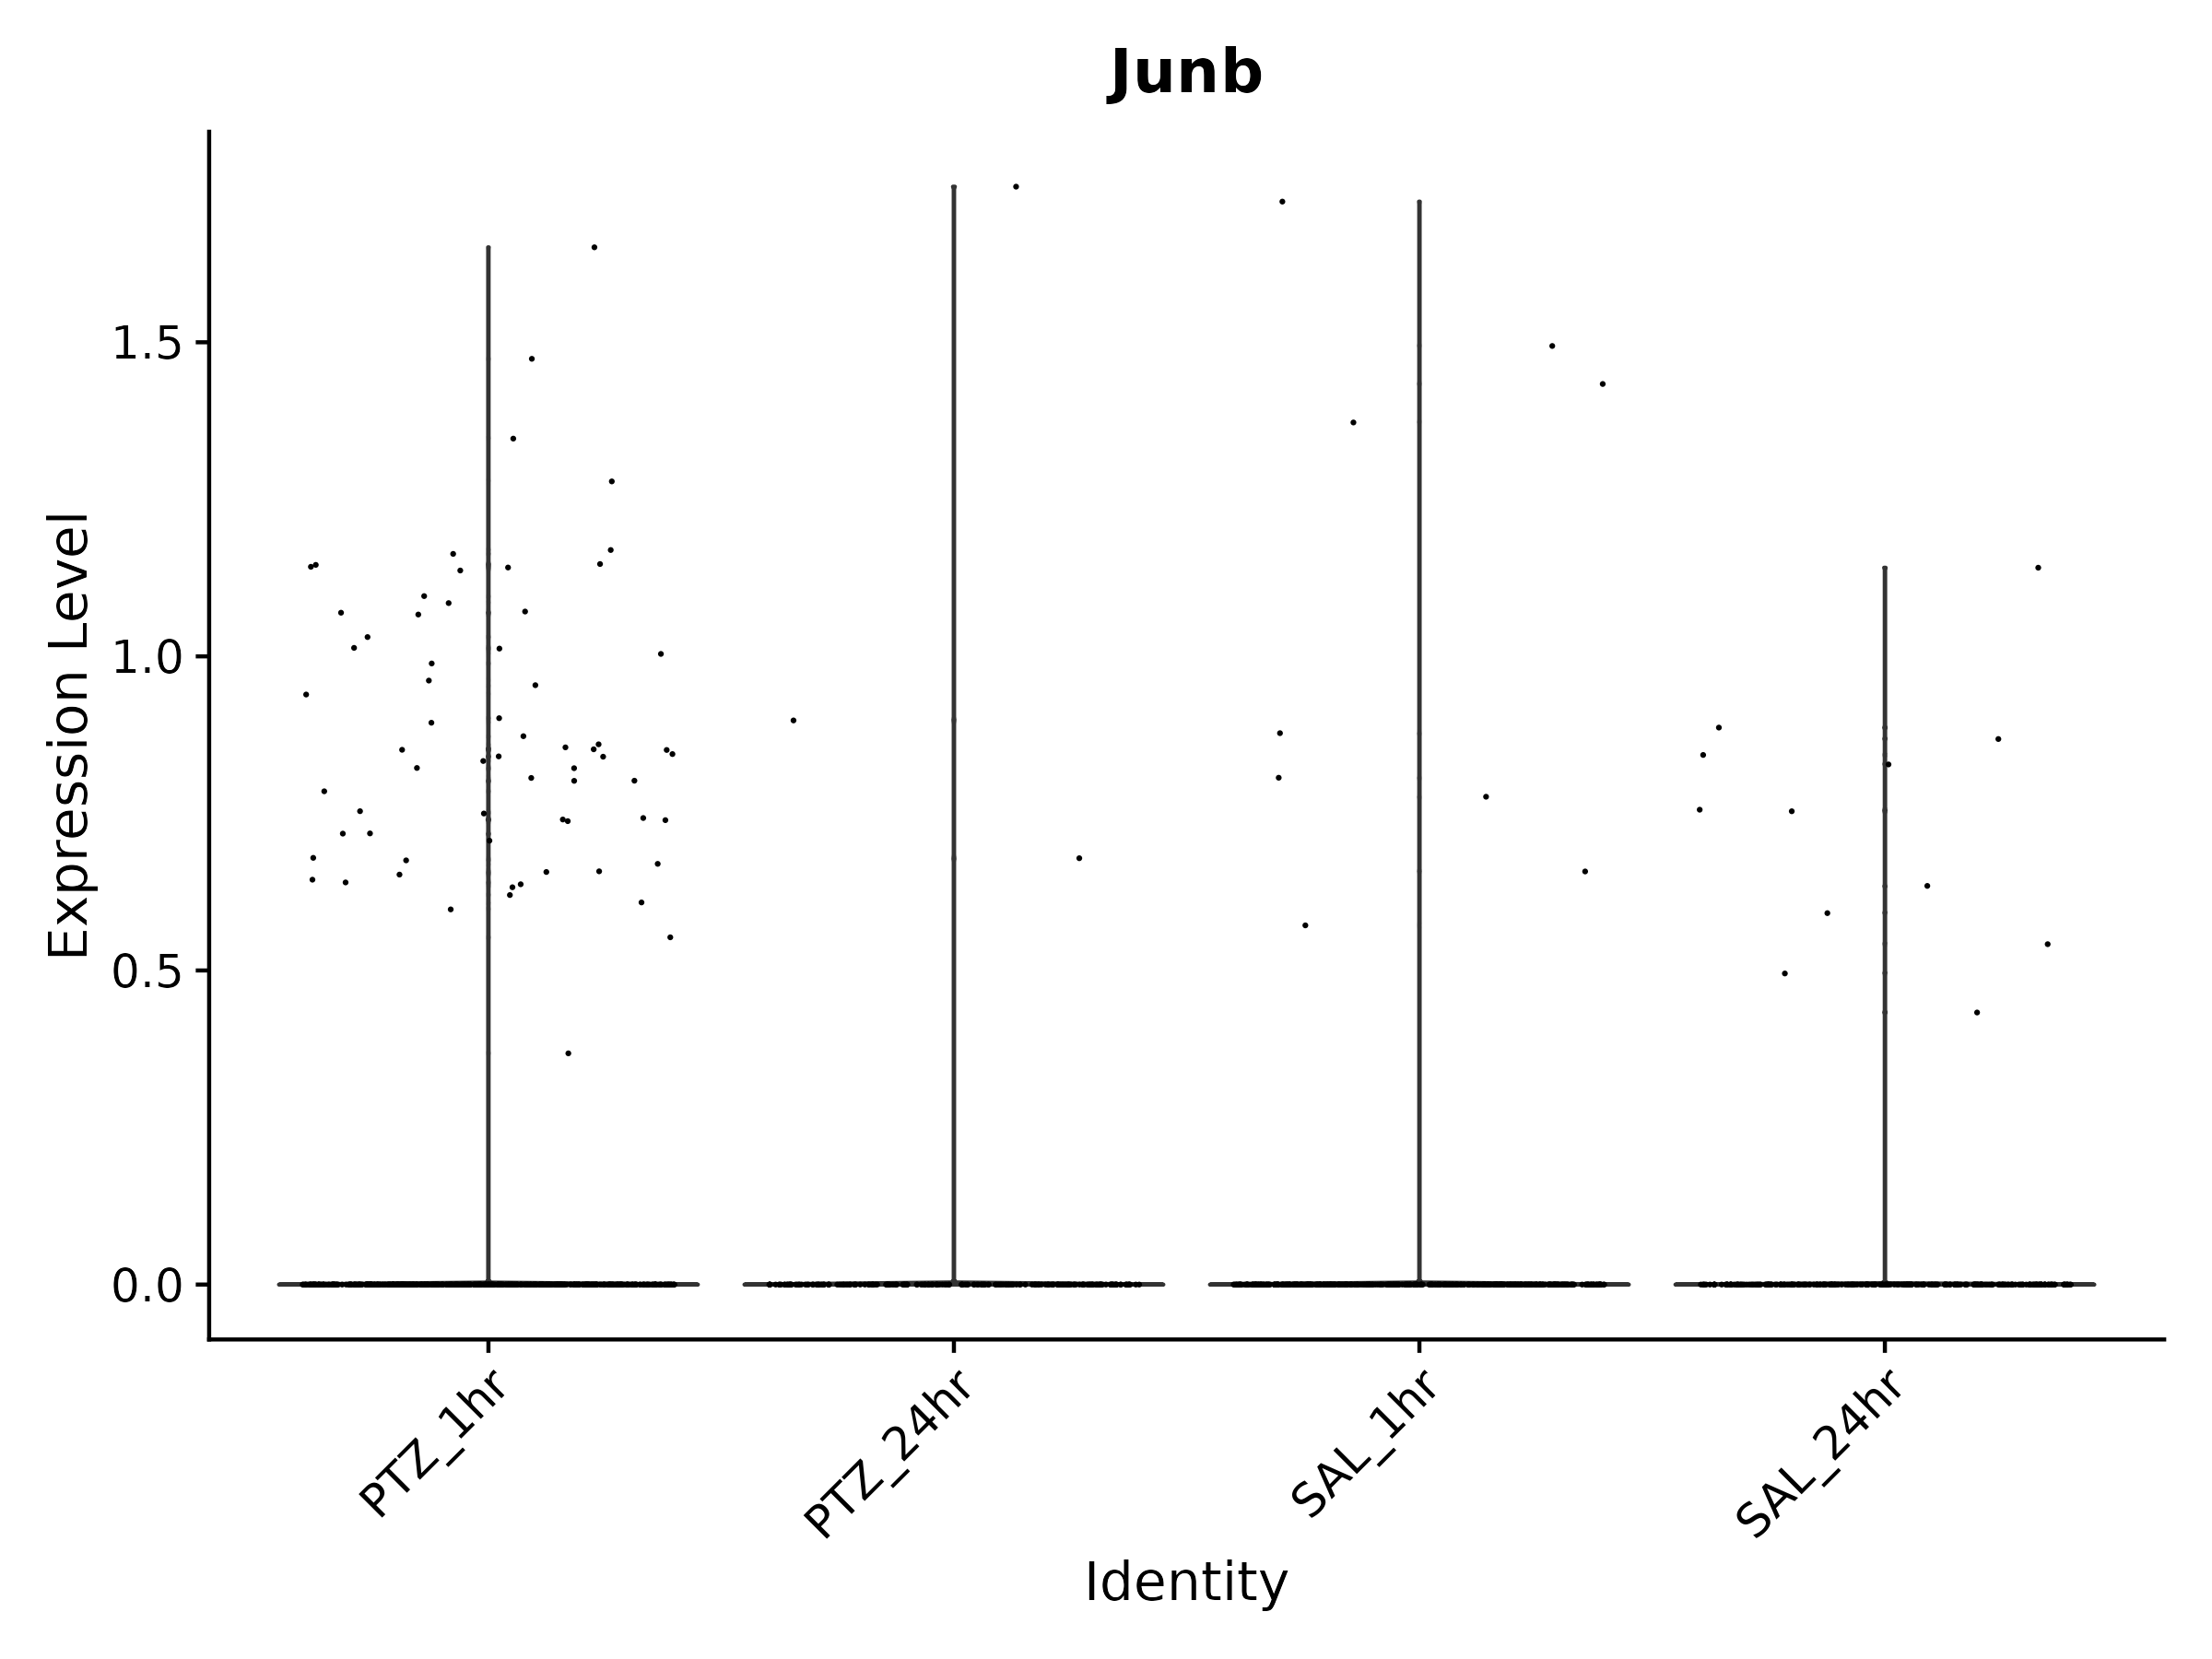 Junb
Expression Level
1.5
1.0
0.5
0.0
PTZ_1hr
PTZ_24hr
SAL_1hr
SAL_24hr
Identity